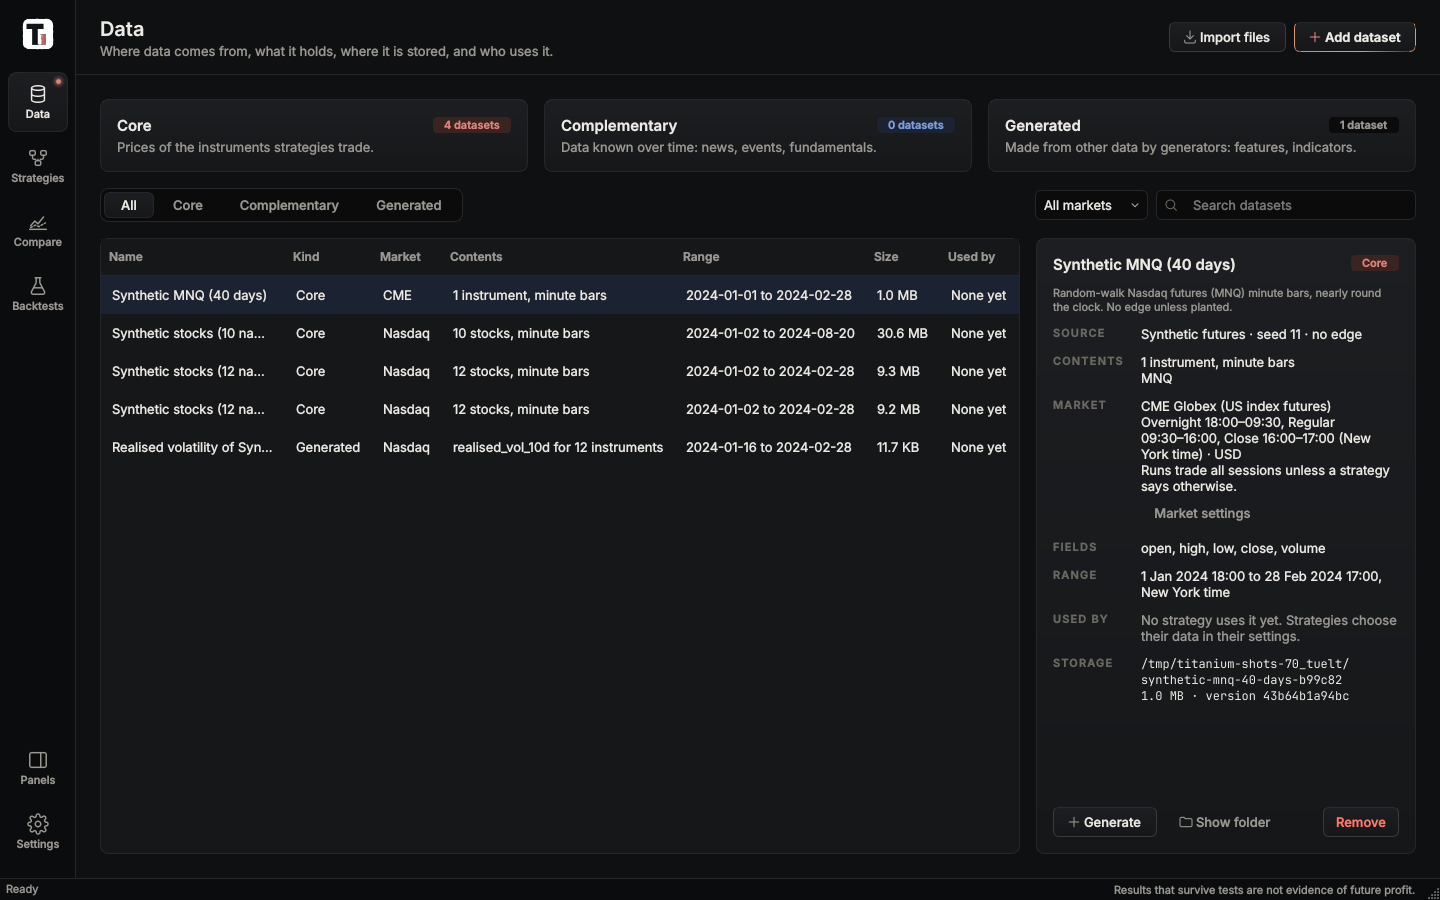 Data
Where data comes from, what it holds, where it is stored, and who uses it.
Import files
Add dataset
Data
Strategies
Compare
Backtests
Panels
Settings
Core
4 datasets
Prices of the instruments strategies trade.
Complementary
0 datasets
Data known over time: news, events, fundamentals.
Generated
1 dataset
Made from other data by generators: features, indicators.
All Core Complementary Generated
All markets
Search datasets
Name Kind Market Contents Range Size Used by
Synthetic MNQ (40 days) Core CME 1 instrument, minute bars 2024-01-01 to 2024-02-28 1.0 MB None yet
Synthetic stocks (10 na... Core Nasdaq 10 stocks, minute bars 2024-01-02 to 2024-08-20 30.6 MB None yet
Synthetic stocks (12 na... Core Nasdaq 12 stocks, minute bars 2024-01-02 to 2024-02-28 9.3 MB None yet
Synthetic stocks (12 na... Core Nasdaq 12 stocks, minute bars 2024-01-02 to 2024-02-28 9.2 MB None yet
Realised volatility of Syn... Generated Nasdaq realised_vol_10d for 12 instruments 2024-01-16 to 2024-02-28 11.7 KB None yet
Synthetic MNQ (40 days)
Core
Random-walk Nasdaq futures (MNQ) minute bars, nearly round
the clock. No edge unless planted.
SOURCE Synthetic futures · seed 11 · no edge
CONTENTS 1 instrument, minute bars
MNQ
MARKET CME Globex (US index futures)
Overnight 18:00–09:30, Regular
09:30–16:00, Close 16:00–17:00 (New
York time) · USD
Runs trade all sessions unless a strategy
says otherwise.
Market settings
FIELDS open, high, low, close, volume
RANGE 1 Jan 2024 18:00 to 28 Feb 2024 17:00,
New York time
USED BY No strategy uses it yet. Strategies choose
their data in their settings.
STORAGE /tmp/titanium-shots-70_tuelt/
synthetic-mnq-40-days-b99c82
1.0 MB · version 43b64b1a94bc
Generate
Show folder
Remove
Ready
Results that survive tests are not evidence of future profit.